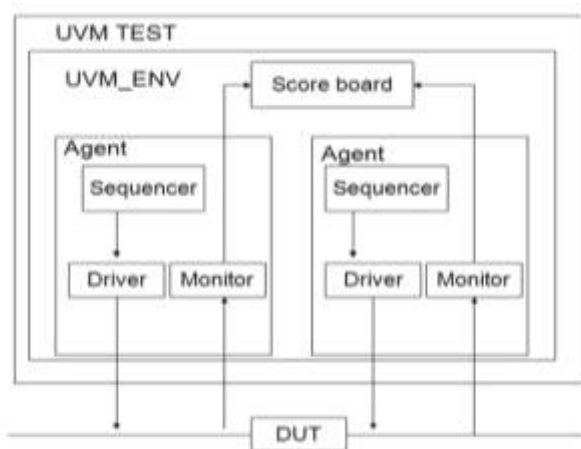 UVM TEST
UVM_ENV
Score board
Agent
Sequencer
Driver
Monitor
Agent
Sequencer
Driver
Monitor
DUT